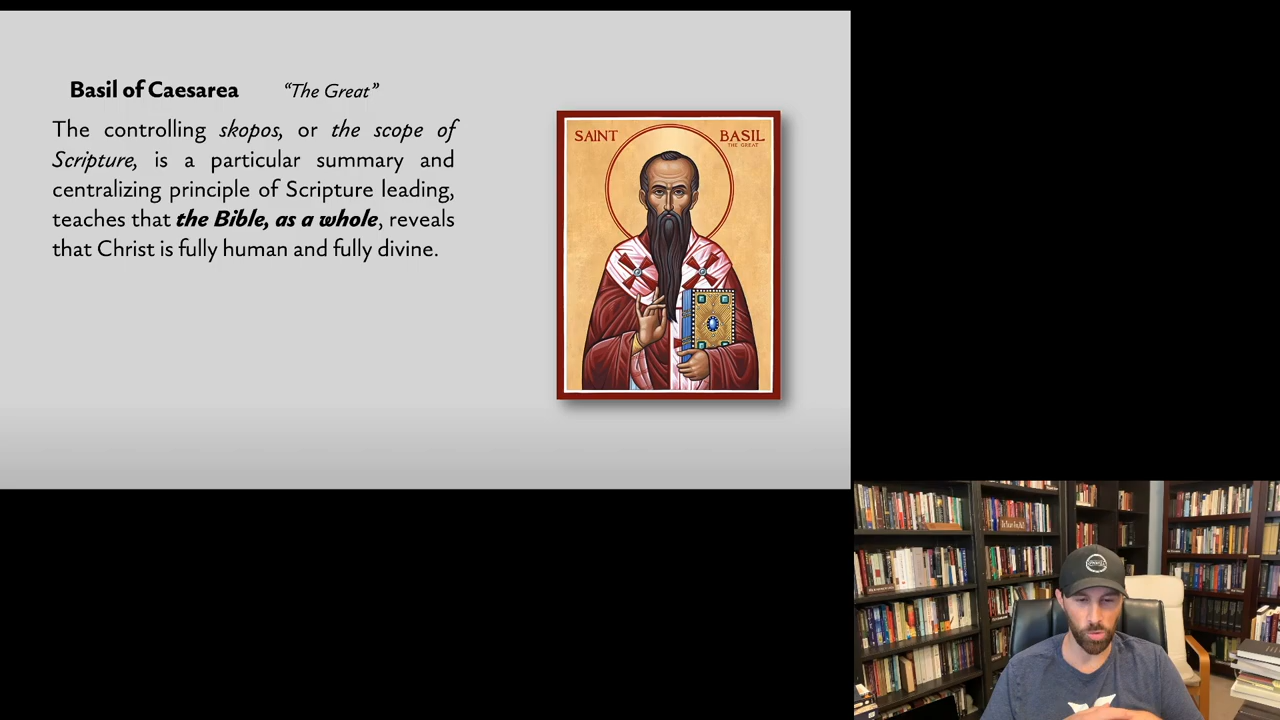 Basil of Caesarea “The Great”
The controlling skopos, or the scope of
Scripture, is a particular summary and
centralizing principle of Scripture leading,
teaches that the Bible, as a whole, reveals
that Christ is fully human and fully divine.
SAINT BASIL
THE GREAT